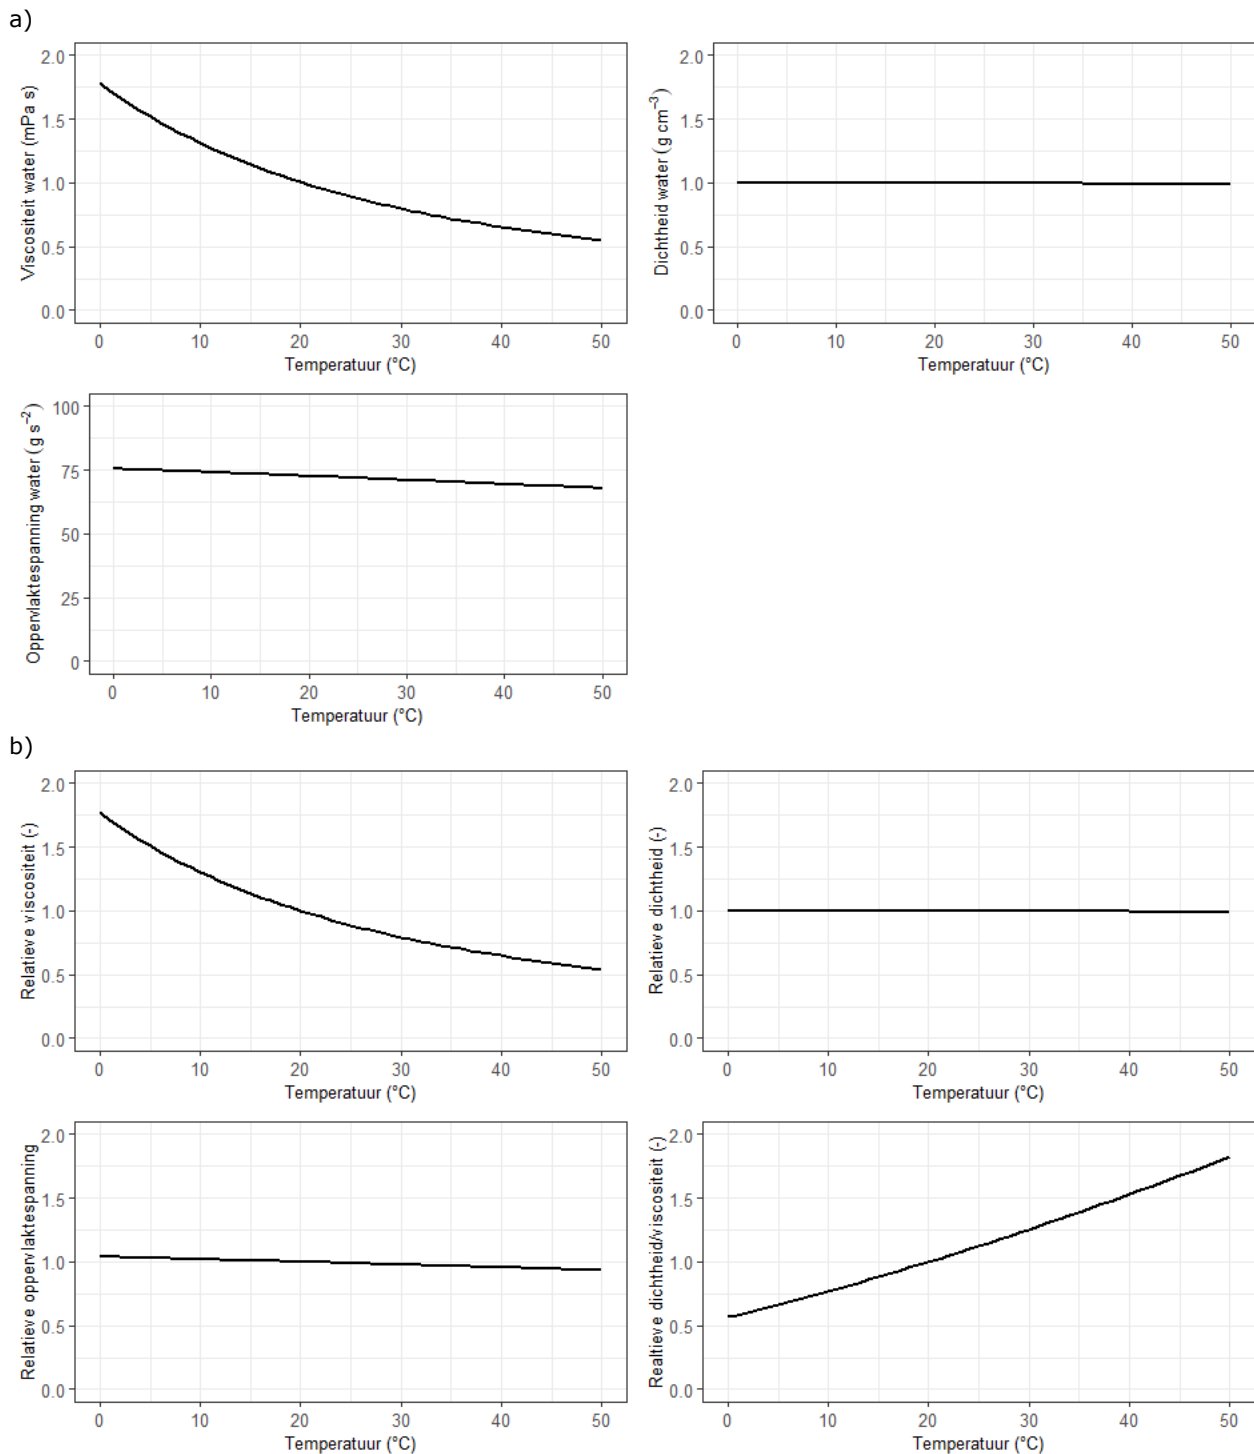 a)
Viscositeit water (mPa s)
2.0
1.5
1.0
0.5
0.0
0 10 20 30 40 50
Temperatuur (°C)
Dichtheid water (g cm⁻³)
2.0
1.5
1.0
0.5
0.0
0 10 20 30 40 50
Temperatuur (°C)
Oppervlaktespanning water (g s⁻²)
100
75
50
25
0
0 10 20 30 40 50
Temperatuur (°C)
b)
Relatieve viscositeit (-)
2.0
1.5
1.0
0.5
0.0
0 10 20 30 40 50
Temperatuur (°C)
Relatieve dichtheid (-)
2.0
1.5
1.0
0.5
0.0
0 10 20 30 40 50
Temperatuur (°C)
Relatieve oppervlaktespanning
2.0
1.5
1.0
0.5
0.0
0 10 20 30 40 50
Temperatuur (°C)
Realtieve dichtheid/viscositeit (-)
2.0
1.5
1.0
0.5
0.0
0 10 20 30 40 50
Temperatuur (°C)